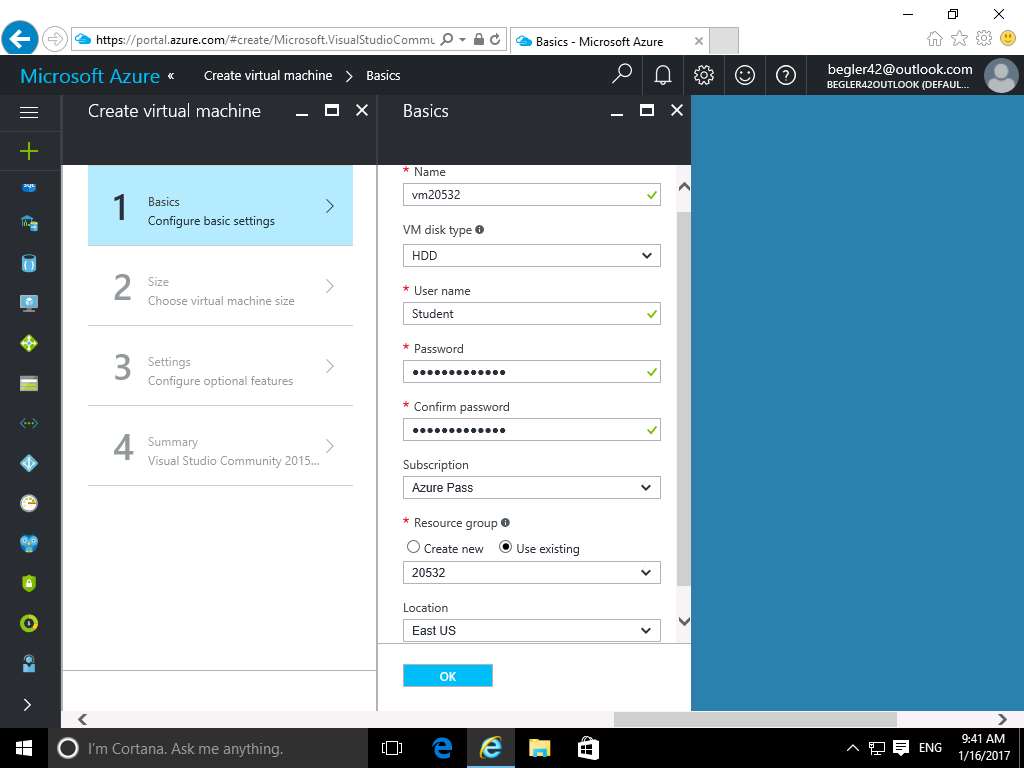 https://portal.azure.com/#create/Microsoft.VisualStudioCommu
Basics - Microsoft Azure
Microsoft Azure «
Create virtual machine > Basics
begler42@outlook.com
BEGLER42OUTLOOK (DEFAUL...
Create virtual machine
Basics
1
Basics
Configure basic settings
2
Size
Choose virtual machine size
3
Settings
Configure optional features
4
Summary
Visual Studio Community 2015...
* Name
vm20532
VM disk type
HDD
* User name
Student
* Password
•••••••••••••
* Confirm password
•••••••••••••
Subscription
Azure Pass
* Resource group
Create new Use existing
20532
Location
East US
OK
SQL
I'm Cortana. Ask me anything.
ENG
9:41 AM
1/16/2017